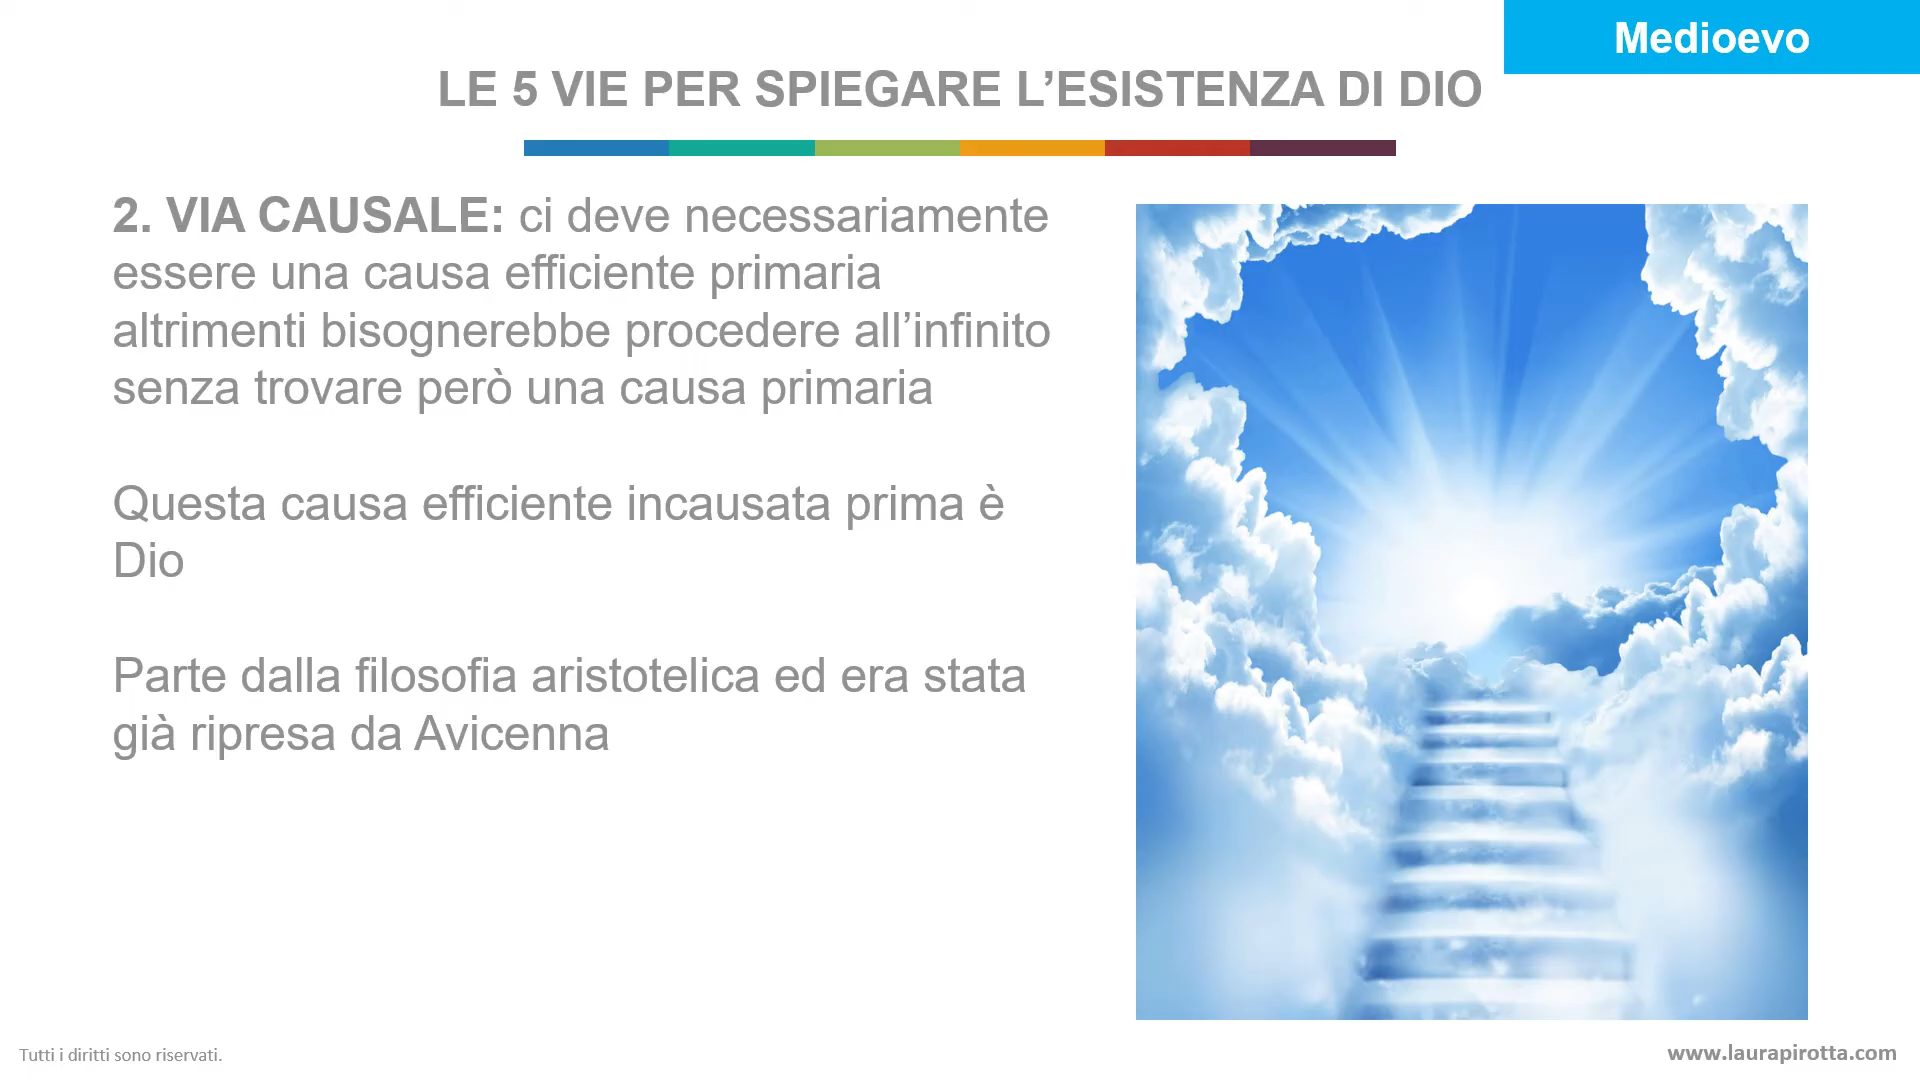 Medioevo
LE 5 VIE PER SPIEGARE L’ESISTENZA DI DIO
2. VIA CAUSALE: ci deve necessariamente
essere una causa efficiente primaria
altrimenti bisognerebbe procedere all’infinito
senza trovare però una causa primaria
Questa causa efficiente incausata prima è
Dio
Parte dalla filosofia aristotelica ed era stata
già ripresa da Avicenna
Tutti i diritti sono riservati.
www.laurapirotta.com